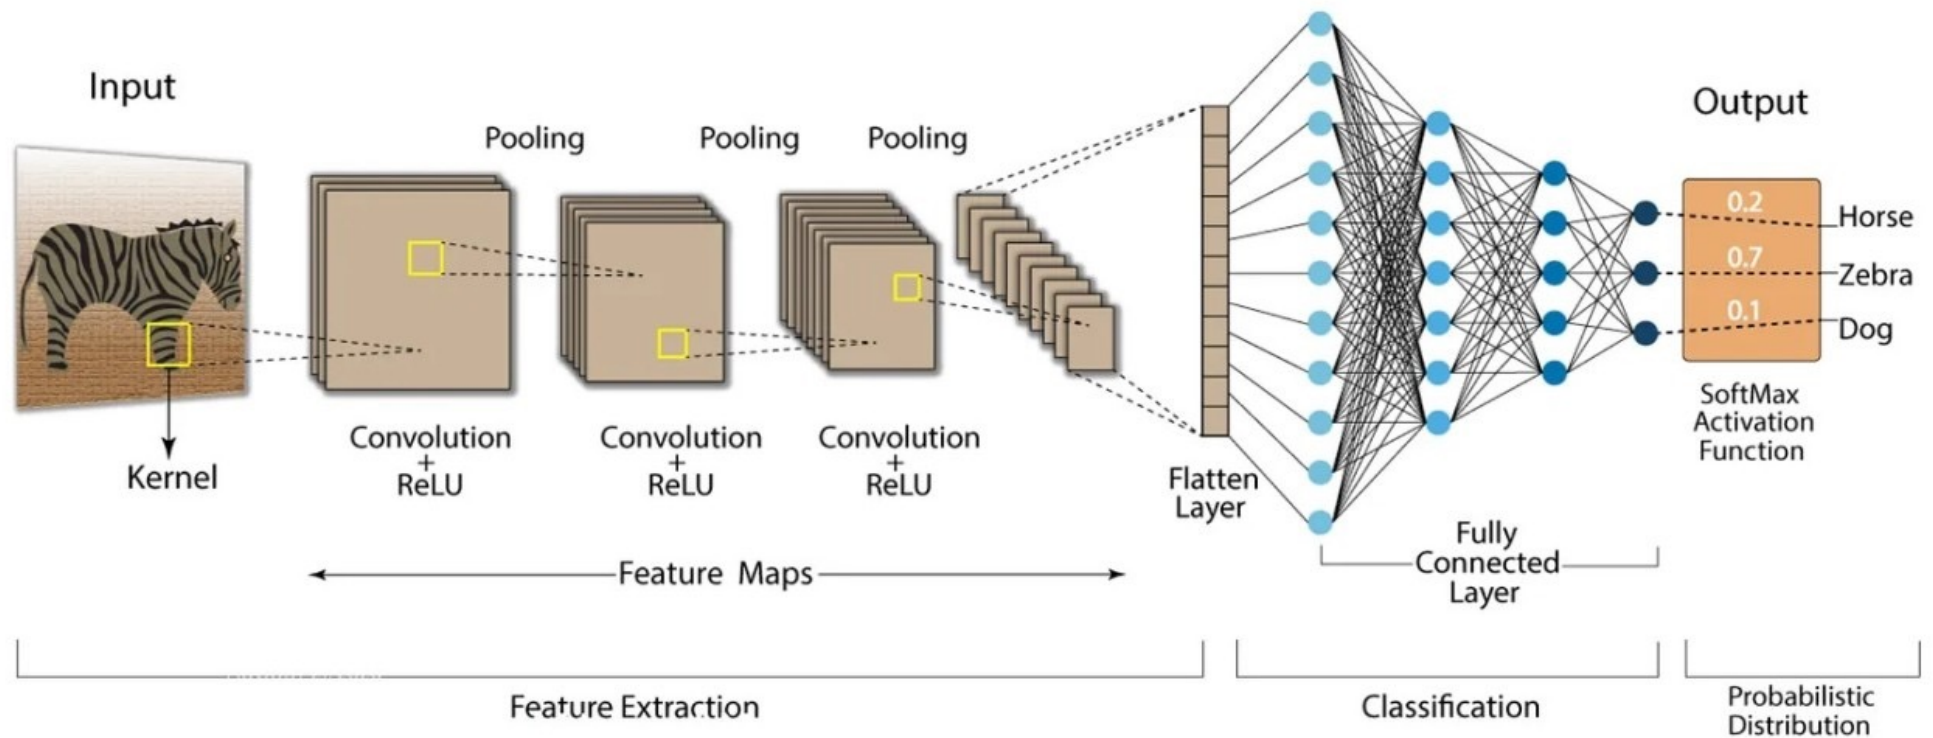 Input
Pooling
Pooling
Pooling
Output
0.2
Horse
0.7
Zebra
0.1
Dog
SoftMax
Activation
Function
Convolution
+
ReLU
Convolution
+
ReLU
Convolution
+
ReLU
Kernel
Flatten
Layer
Fully
Connected
Layer
Feature Maps
Feature Extraction
Classification
Probabilistic
Distribution